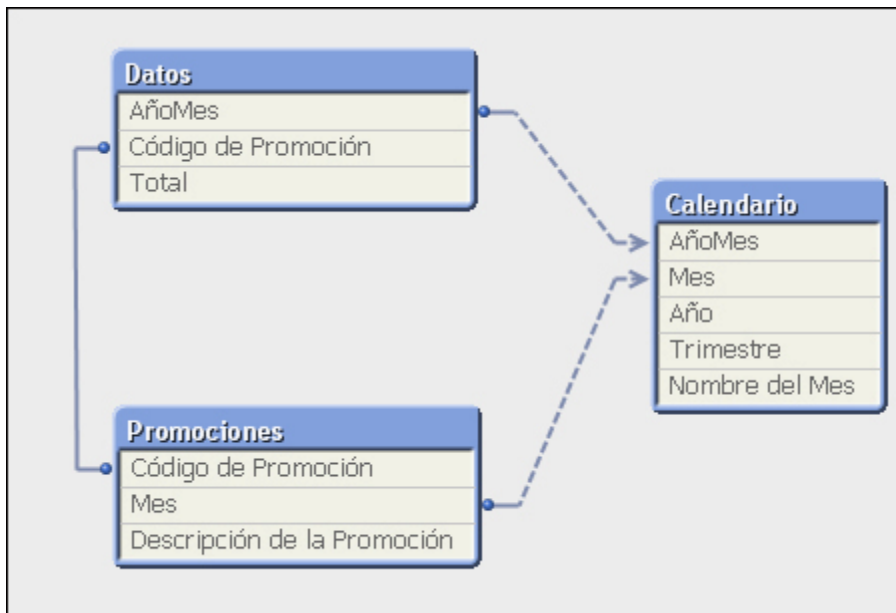 Datos
AñoMes
Código de Promoción
Total
Calendario
AñoMes
Mes
Año
Trimestre
Nombre del Mes
Promociones
Código de Promoción
Mes
Descripción de la Promoción